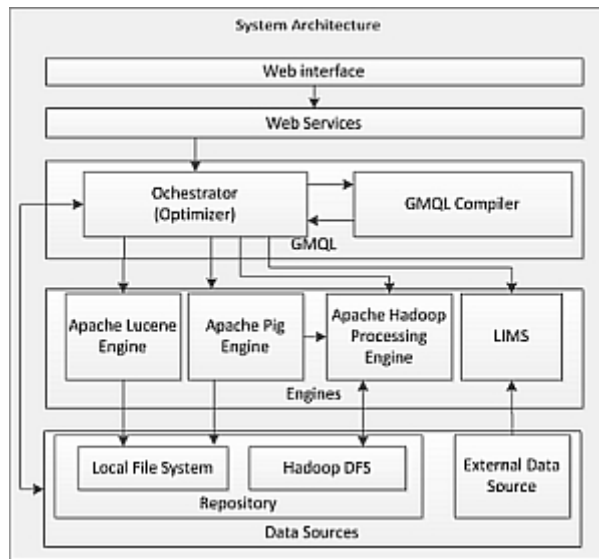 System Architecture
Web interface
Web Services
Ochestrator
(Optimizer)
GMQL Compiler
GMQL
Apache Lucene
Engine
Apache Pig
Engine
Apache Hadoop
Processing
Engine
LIMS
Engines
Local File System
Hadoop DFS
External Data
Source
Repository
Data Sources